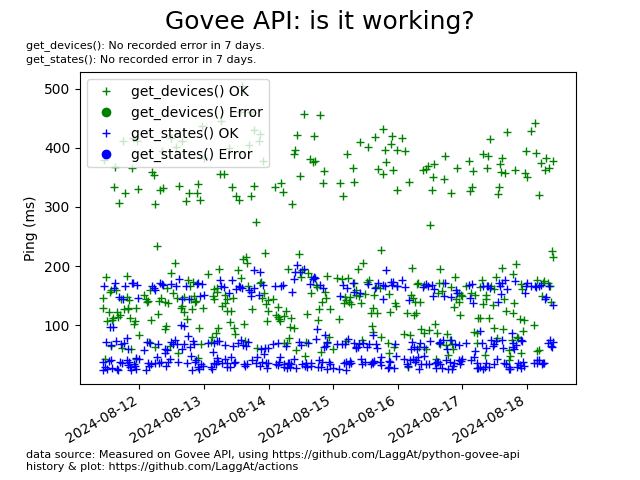 Govee API: is it working?
get_devices(): No recorded error in 7 days.
get_states(): No recorded error in 7 days.
get_devices() OK
get_devices() Error
get_states() OK
get_states() Error
500
400
300
200
100
Ping (ms)
2024-08-12
2024-08-13
2024-08-14
2024-08-15
2024-08-16
2024-08-17
2024-08-18
data source: Measured on Govee API, using https://github.com/LaggAt/python-govee-api
history & plot: https://github.com/LaggAt/actions